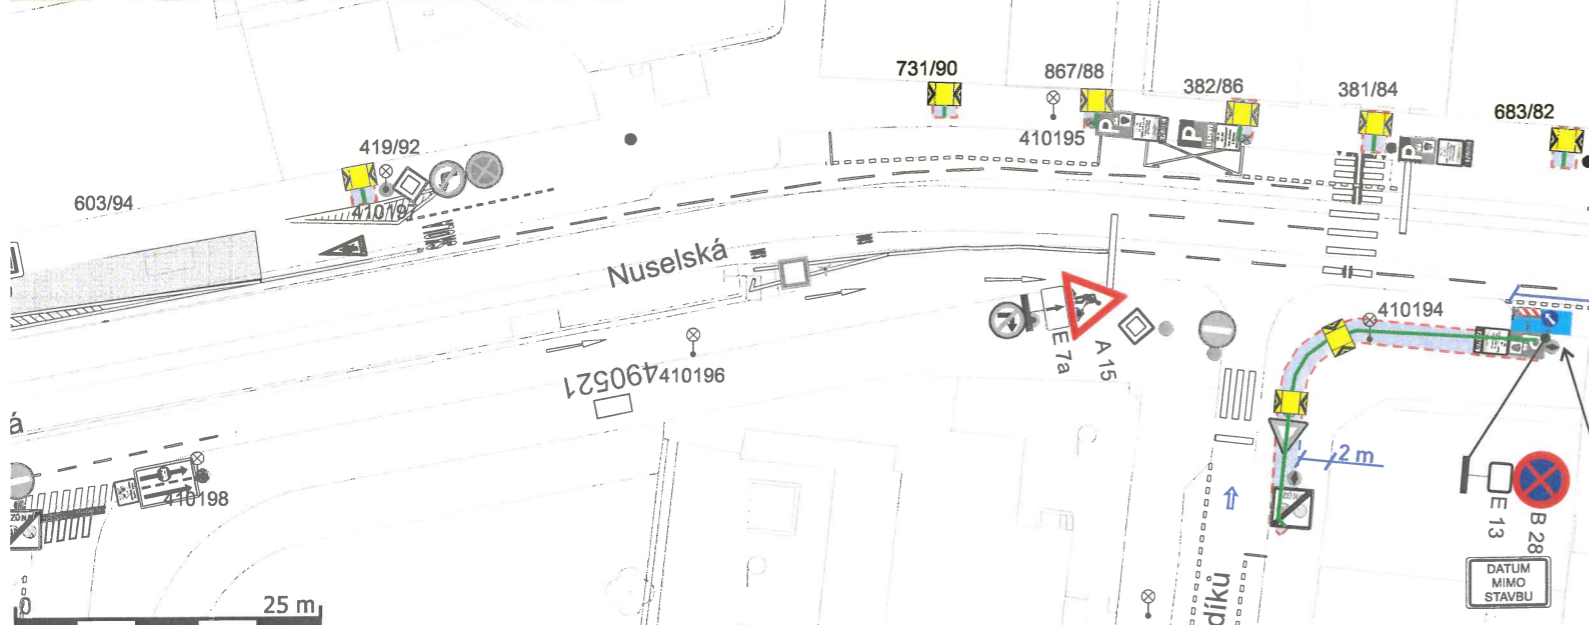 731/90
867/88
382/86
381/84
683/82
419/92
410195
603/94
410197
Nuselská
410194
E 7a
A 15
490521
410196
á
2 m
410198
E 13
B 28
DATUM
MIMO
STAVBU
0
25 m
díků
P
P
P